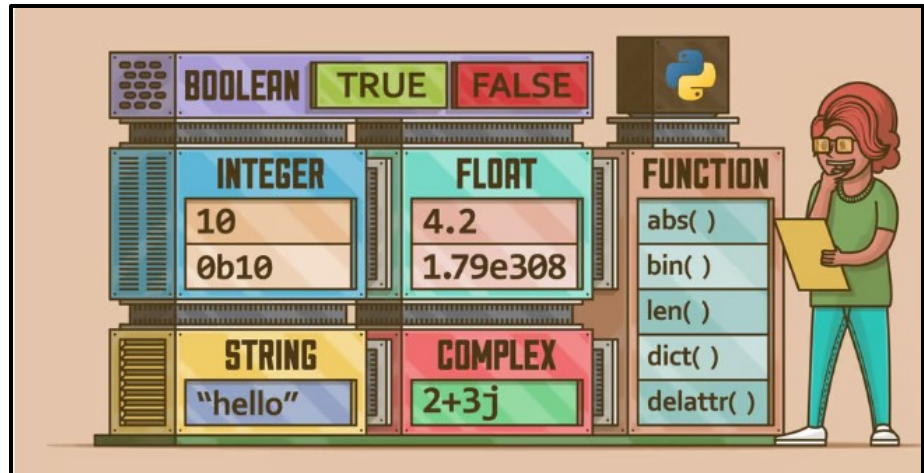 BOOLEAN TRUE FALSE
INTEGER
10
0b10
FLOAT
4.2
1.79e308
FUNCTION
abs( )
bin( )
len( )
dict( )
delattr( )
STRING
“hello”
COMPLEX
2+3j